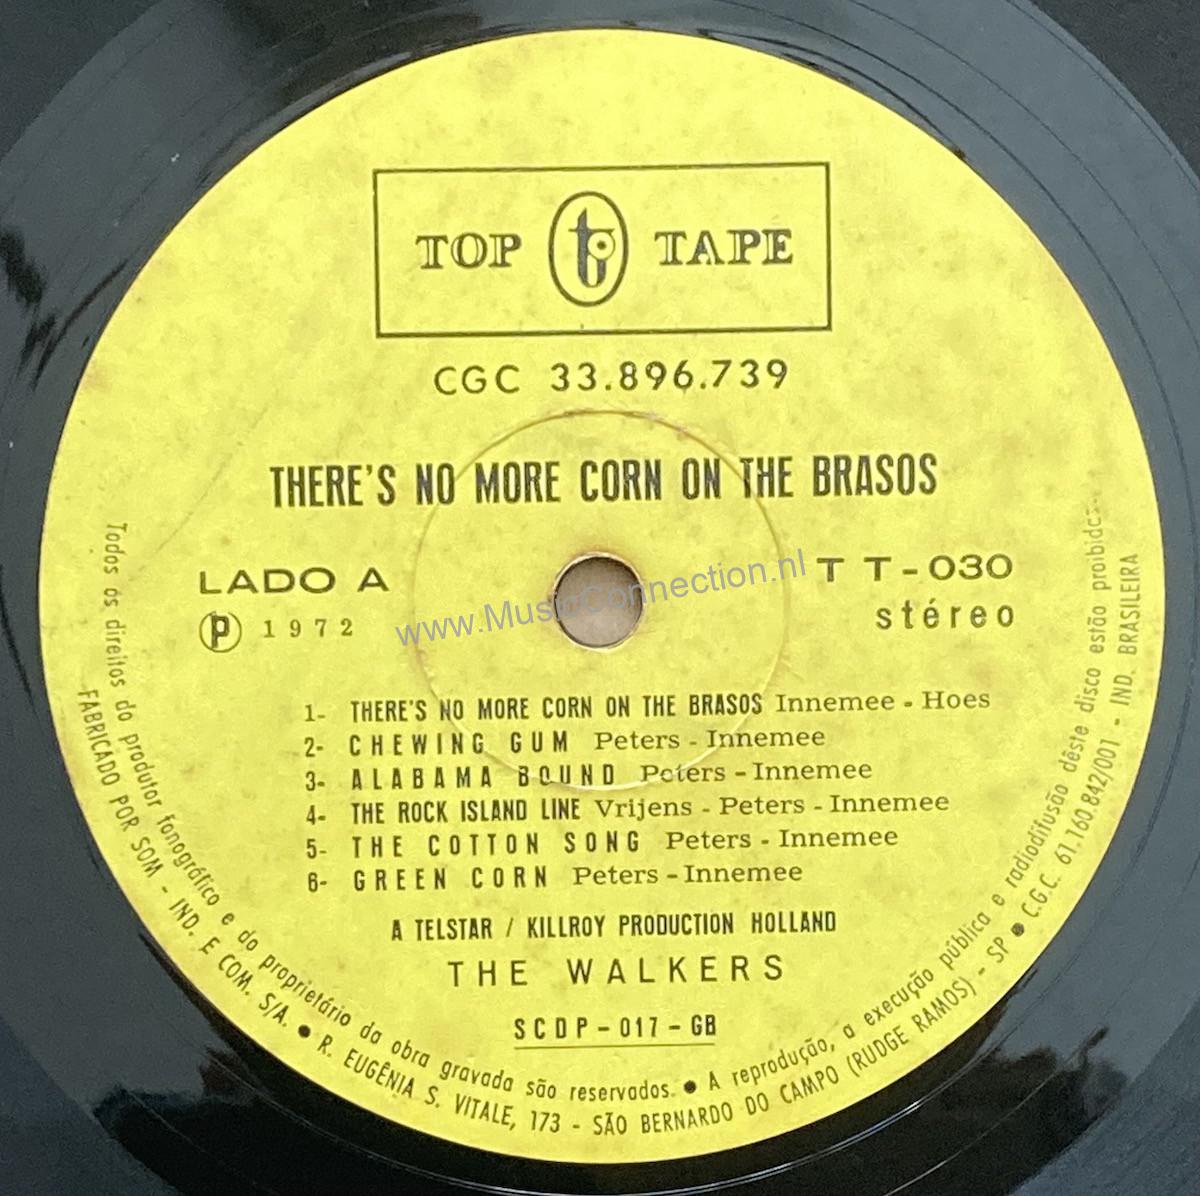 TOP t TAPE
CGC 33.896.739
THERE'S NO MORE CORN ON THE BRASOS
LADO A
TT-030
℗ 1972
stéreo
www.MusicConnection.nl
1- THERE'S NO MORE CORN ON THE BRASOS Innemee - Hoes
2- CHEWING GUM Peters - Innemee
3- ALABAMA BOUND Peters - Innemee
4- THE ROCK ISLAND LINE Vrijens - Peters - Innemee
5- THE COTTON SONG Peters - Innemee
6- GREEN CORN Peters - Innemee
A TELSTAR / KILLROY PRODUCTION HOLLAND
THE WALKERS
SCDP - 017 - GB
Todos os direitos do produtor fonográfico e do proprietário da obra gravada são reservados. ● A reprodução, a execução pública e radiodifusão dêste disco estão proibidos
FABRICADO POR SOM - IND. E COM. S/A. ● R. EUGÊNIA S. VITALE, 173 - SÃO BERNARDO DO CAMPO (RUDGE RAMOS) - SP ● C.G.C. 61.160.842/001 - IND. BRASILEIRA